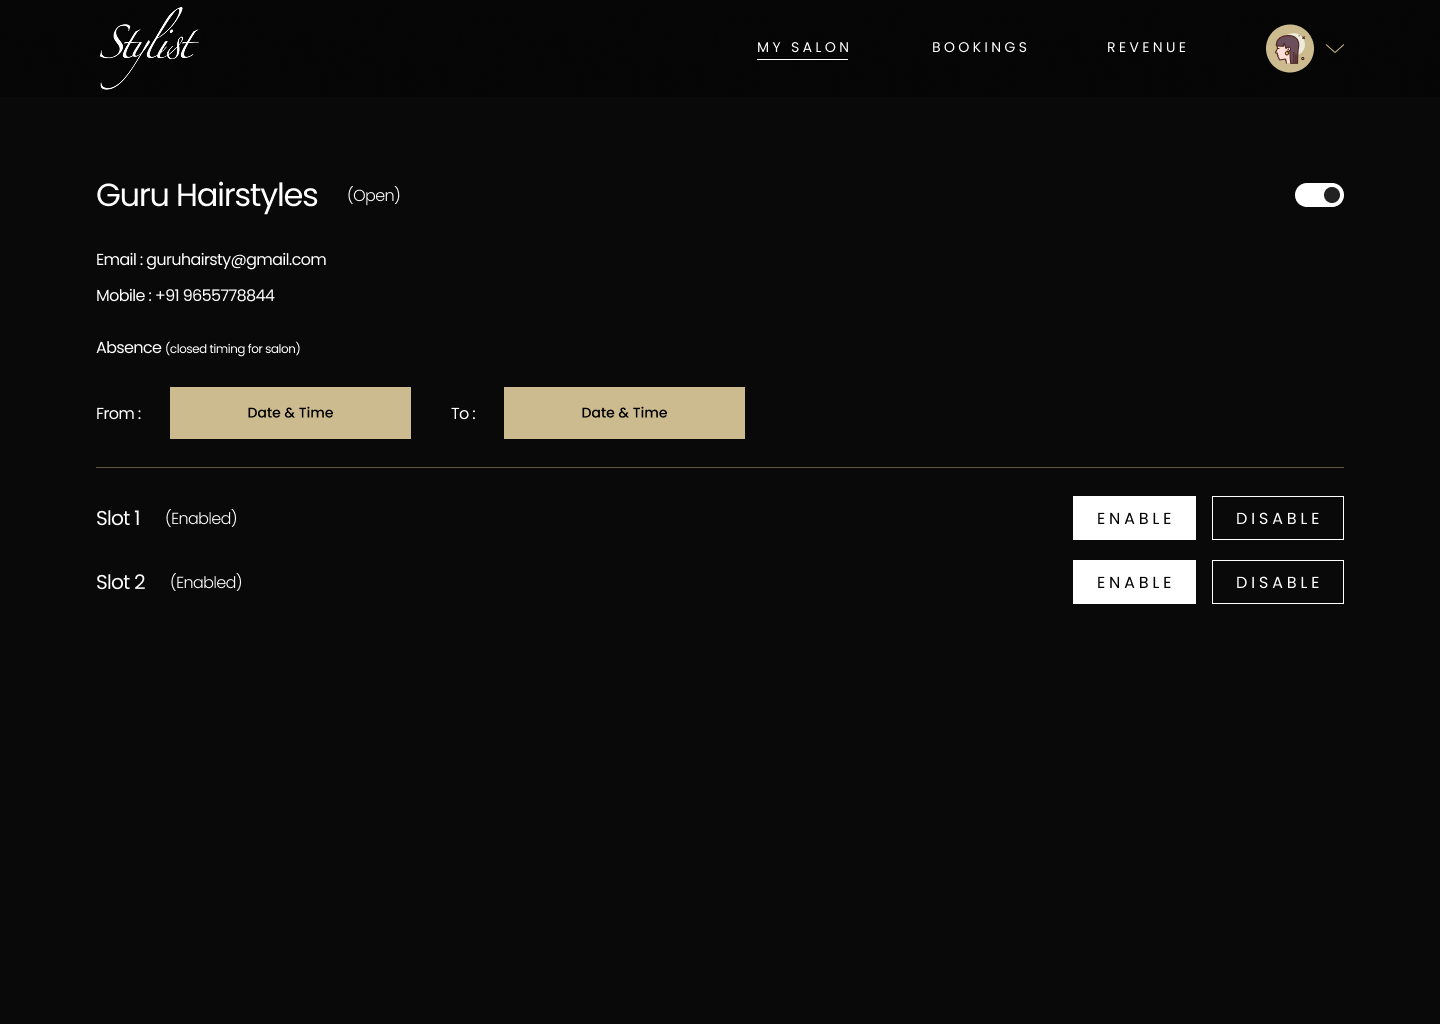 Stylist
MY SALON BOOKINGS REVENUE
Guru Hairstyles (Open)
Email : guruhairsty@gmail.com
Mobile : +91 9655778844
Absence (closed timing for salon)
From : Date & Time To : Date & Time
Slot 1 (Enabled) ENABLE DISABLE
Slot 2 (Enabled) ENABLE DISABLE